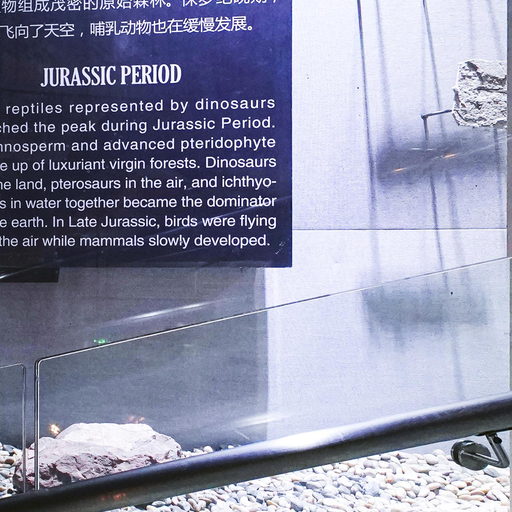 物组成茂密的原始森林。
飞向了天空，哺乳动物也在缓慢发展。
JURASSIC PERIOD
reptiles represented by dinosaurs
ched the peak during Jurassic Period.
nnosperm and advanced pteridophyte
e up of luxuriant virgin forests. Dinosaurs
he land, pterosaurs in the air, and ichthyo-
s in water together became the dominator
e earth. In Late Jurassic, birds were flying
the air while mammals slowly developed.